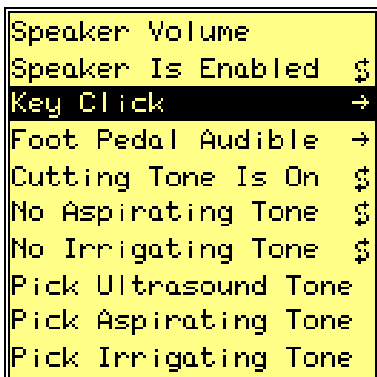 Speaker Volume
Speaker Is Enabled $
Key Click →
Foot Pedal Audible →
Cutting Tone Is On $
No Aspirating Tone $
No Irrigating Tone $
Pick Ultrasound Tone
Pick Aspirating Tone
Pick Irrigating Tone